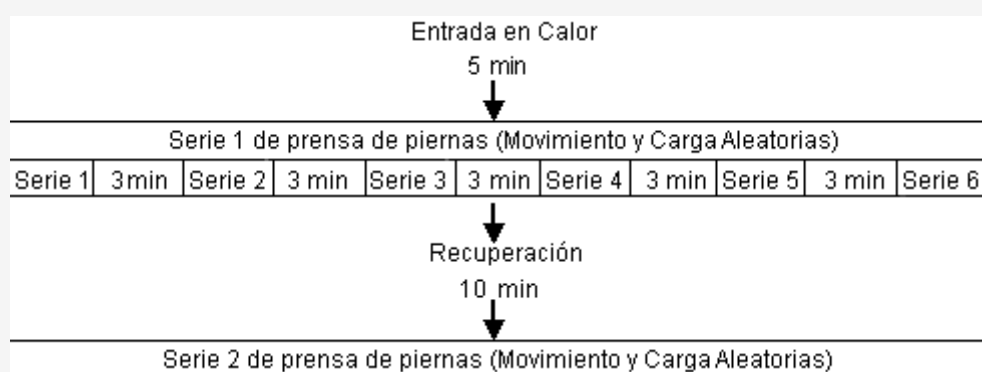 Entrada en Calor
5 min
Serie 1 de prensa de piernas (Movimiento y Carga Aleatorias)
Serie 1 3min Serie 2 3 min Serie 3 3 min Serie 4 3 min Serie 5 3 min Serie 6
Recuperación
10 min
Serie 2 de prensa de piernas (Movimiento y Carga Aleatorias)